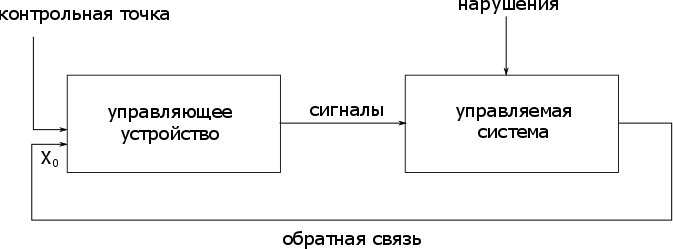 нарушения
контрольная точка
управляющее
устройство
сигналы
управляемая
система
X₀
обратная связь